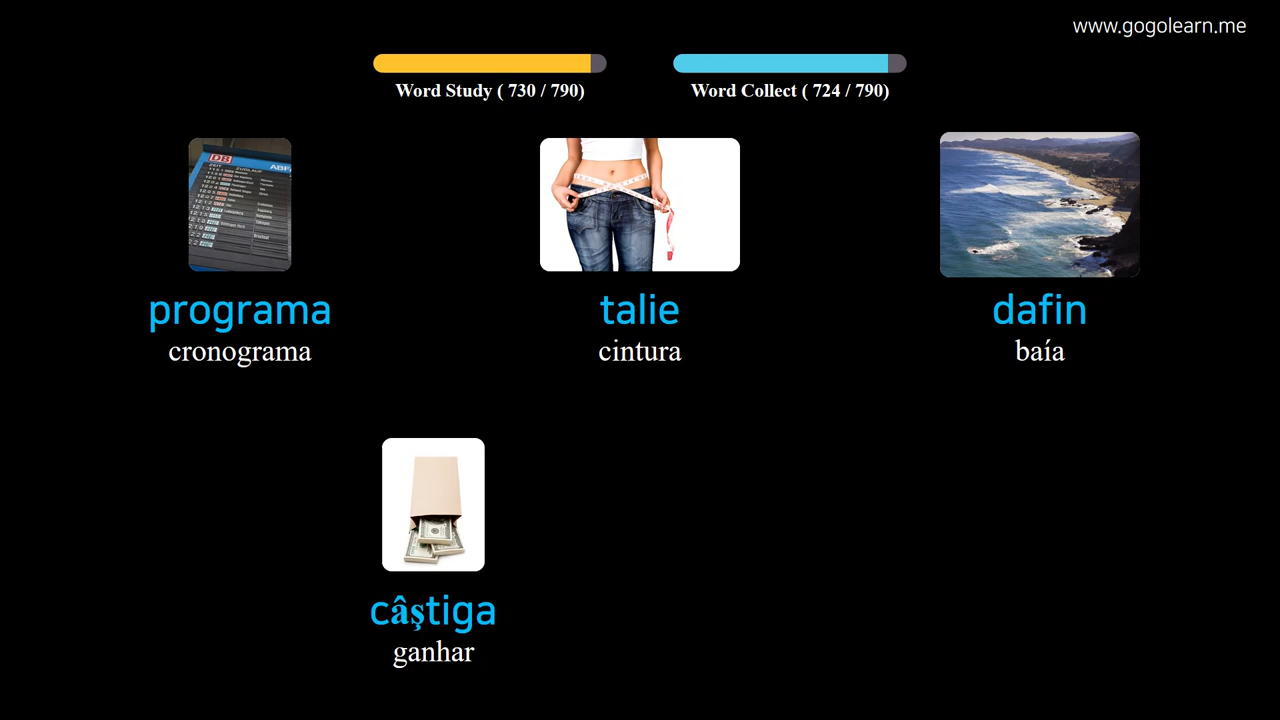 www.gogolearn.me
Word Study ( 730 / 790)
Word Collect ( 724 / 790)
DB
programa
cronograma
talie
cintura
dafin
baía
câştiga
ganhar